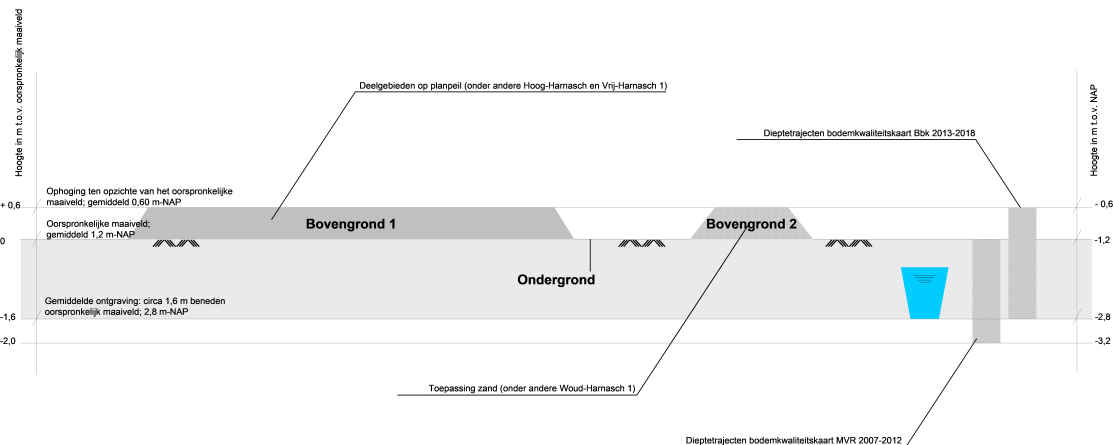 Hoogte in m t.o.v. oorspronkelijk maaiveld
Hoogte in m t.o.v. NAP
Deelgebieden op planpeil (onder andere Hoog-Harnasch en Vrij-Harnasch 1)
Dieptetrajecten bodemkwaliteitskaart Bbk 2013-2018
Ophoging ten opzichte van het oorspronkelijke
maaiveld; gemiddeld 0,60 m-NAP
+ 0,6
- 0,6
Oorspronkelijke maaiveld;
gemiddeld 1,2 m-NAP
Bovengrond 1
Bovengrond 2
0
-1,2
Ondergrond
Gemiddelde ontgraving: circa 1,6 m beneden
oorspronkelijk maaiveld; 2,8 m-NAP
-1,6
-2,8
-2,0
-3,2
Toepassing zand (onder andere Woud-Harnasch 1)
Dieptetrajecten bodemkwaliteitskaart MVR 2007-2012